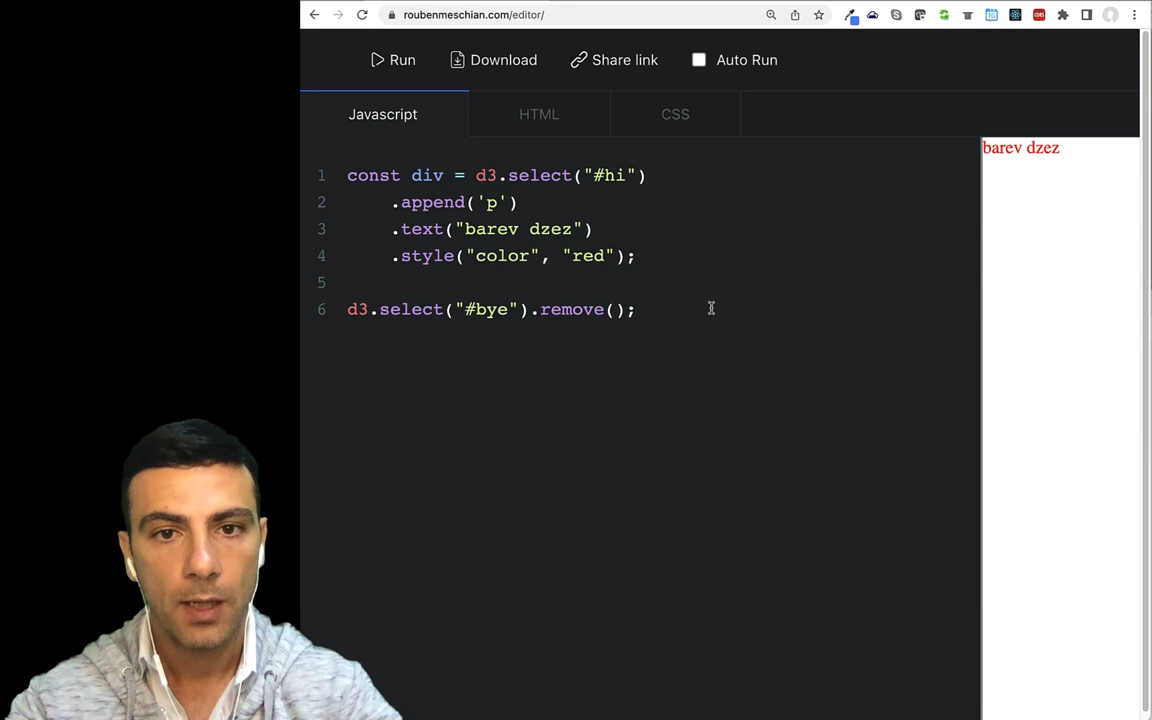 roubenmeschian.com/editor/
Run Download Share link Auto Run
Javascript HTML CSS
barev dzez
1 const div = d3.select("#hi")
2 .append('p')
3 .text("barev dzez")
4 .style("color", "red");
5
6 d3.select("#bye").remove();